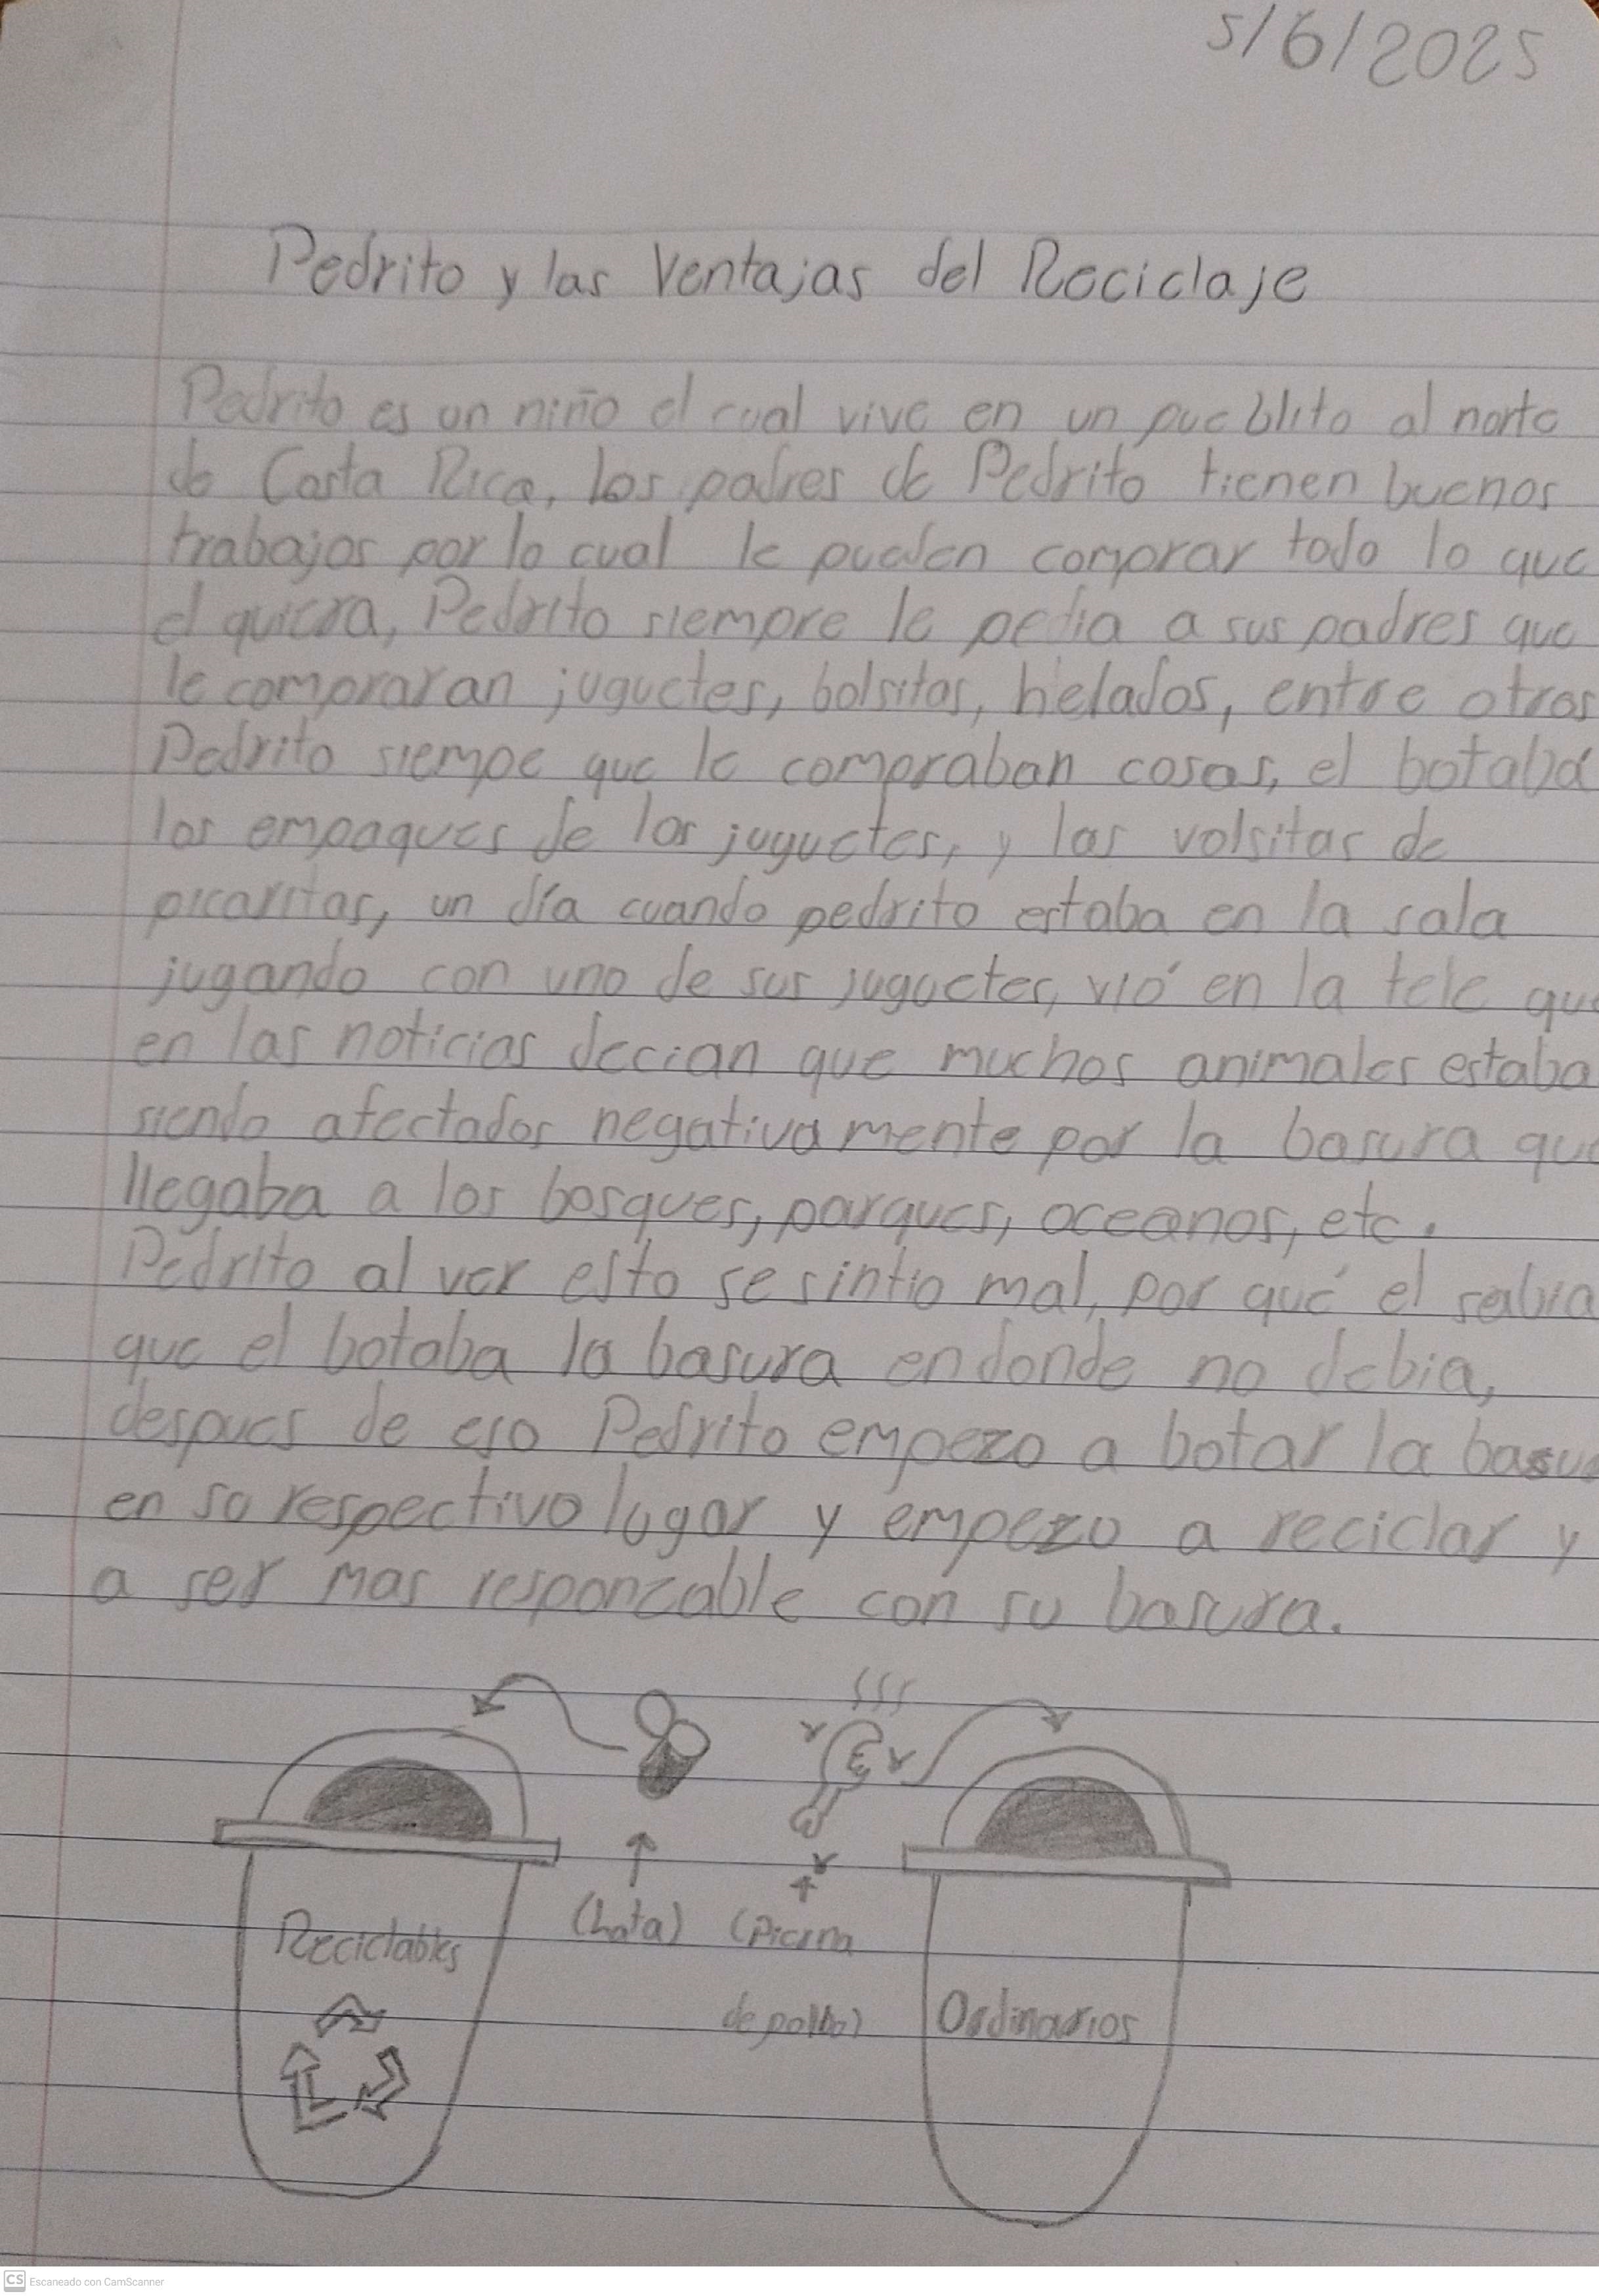 5/6/2025
Pedrito y las Ventajas del Reciclaje
Pedrito es un niño el cual vive en un pueblito al norte
de Costa Rica, los padres de Pedrito tienen buenos
trabajos por lo cual le pueden comprar todo lo que
el quiera, Pedrito siempre le pedia a sus padres que
le compraran juguetes, bolsitas, helados, entre otros
Pedrito siempe que le compraban cosas, el botaba
los empaques de los juguetes, y las volsitas de
picaritas, un día cuando pedrito estaba en la sala
jugando con uno de sus juguetes, vió en la tele que
en las noticias decian que muchos animales estaba
siendo afectados negativamente por la basura que
llegaba a los bosques, parques, oceanos, etc.
Pedrito al ver esto se sintio mal, por qué el sabia
que el botaba la basura endonde no debia,
despues de eso Pedrito empezo a botar la basu
en su respectivo lugar y empezo a reciclar y
a ser mas responzable con su basura.
(Lata) (Pierna
de pollo)
Reciclables
Ordinarios
CS Escaneado con CamScanner